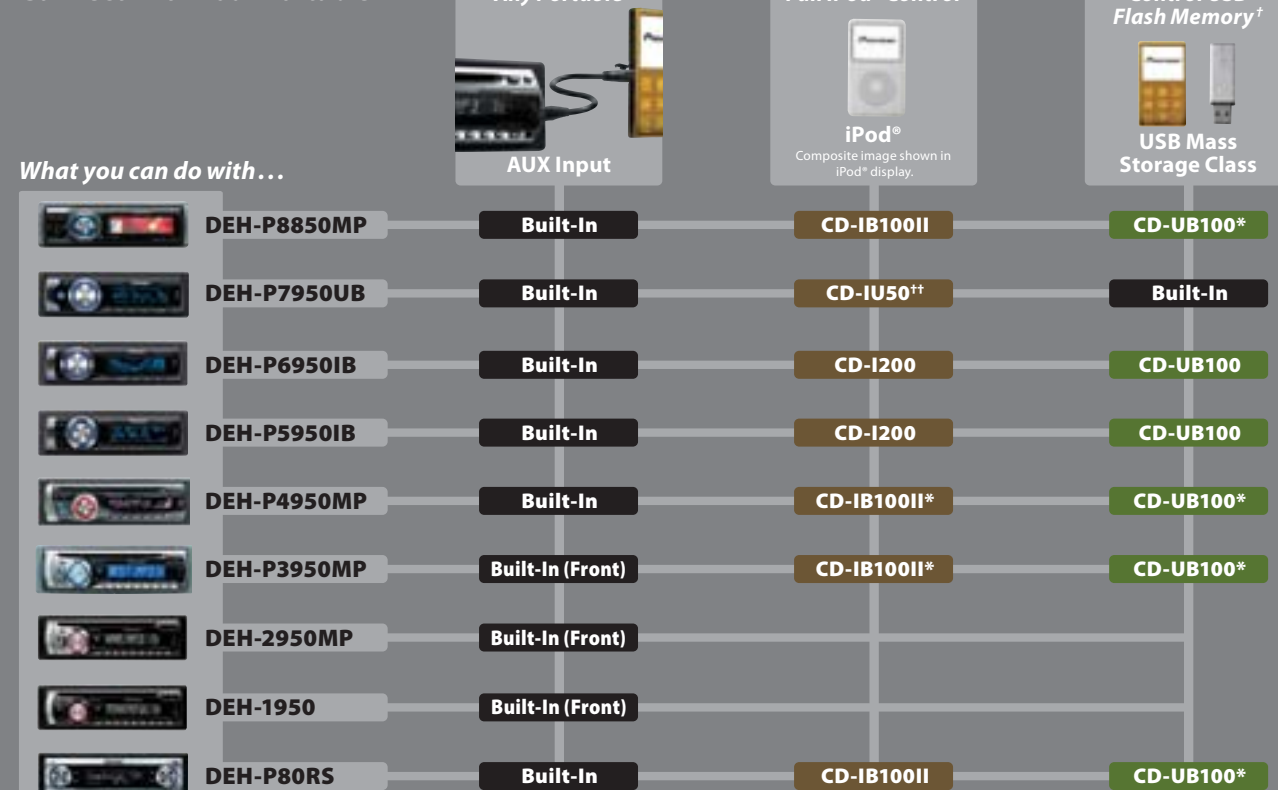 Flash Memory†
iPod®
Composite image shown in
iPod® display.
USB Mass
Storage Class
AUX Input
What you can do with…
DEH-P8850MP Built-In CD-IB100II CD-UB100*
DEH-P7950UB Built-In CD-IU50†† Built-In
DEH-P6950IB Built-In CD-I200 CD-UB100
DEH-P5950IB Built-In CD-I200 CD-UB100
DEH-P4950MP Built-In CD-IB100II* CD-UB100*
DEH-P3950MP Built-In (Front) CD-IB100II* CD-UB100*
DEH-2950MP Built-In (Front)
DEH-1950 Built-In (Front)
DEH-P80RS Built-In CD-IB100II CD-UB100*